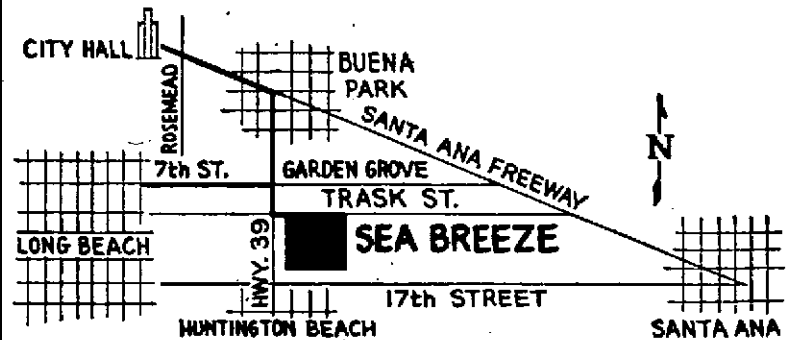 CITY HALL
ROSEMEAD
BUENA
PARK
SANTA ANA FREEWAY
N
7th ST.
GARDEN GROVE
TRASK ST.
LONG BEACH
HWY. 39
SEA BREEZE
17th STREET
HUNTINGTON BEACH
SANTA ANA